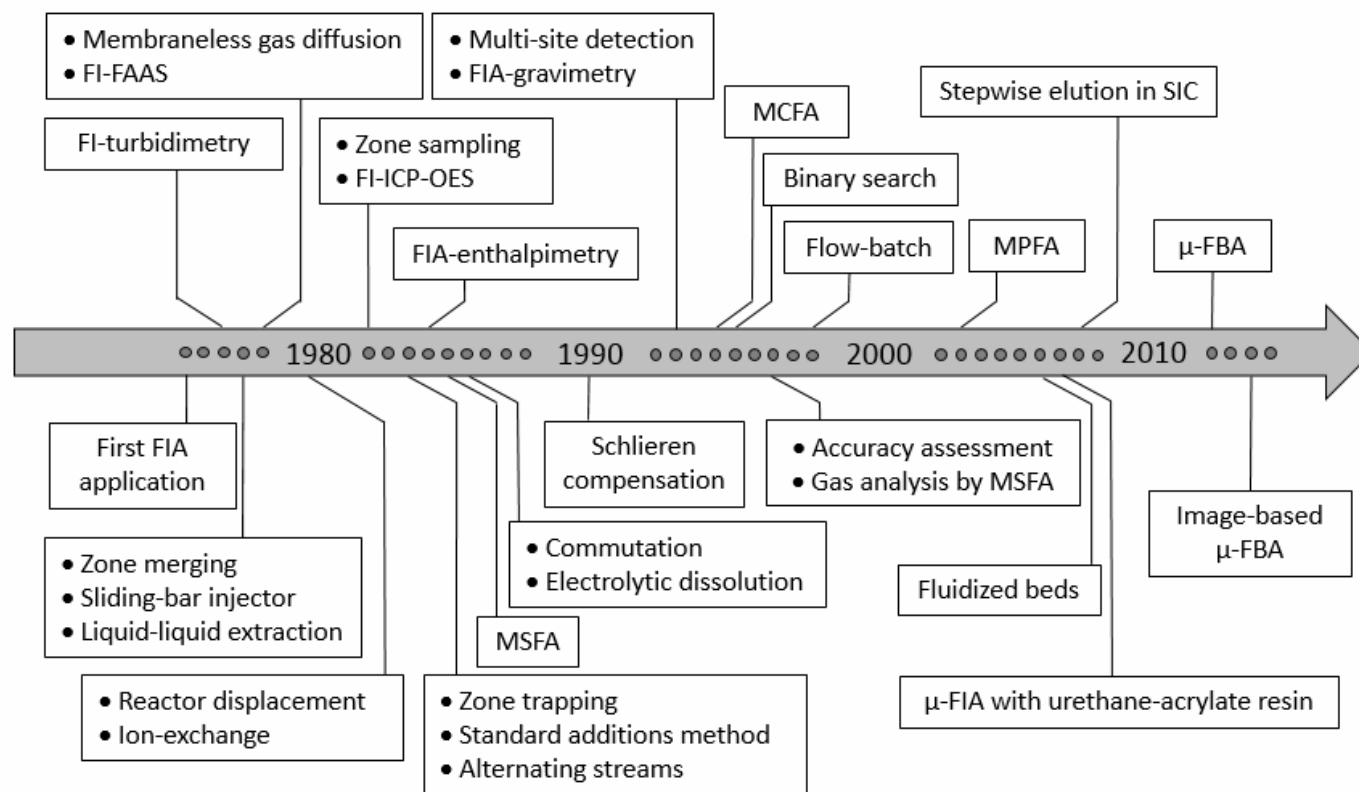 • Membraneless gas diffusion
• FI-FAAS
• Multi-site detection
• FIA-gravimetry
FI-turbidimetry
• Zone sampling
• FI-ICP-OES
MCFA
Stepwise elution in SIC
Binary search
FIA-enthalpimetry
Flow-batch
MPFA
µ-FBA
1980
1990
2000
2010
First FIA
application
Schlieren
compensation
• Accuracy assessment
• Gas analysis by MSFA
Image-based
µ-FBA
• Zone merging
• Sliding-bar injector
• Liquid-liquid extraction
• Commutation
• Electrolytic dissolution
Fluidized beds
MSFA
• Reactor displacement
• Ion-exchange
• Zone trapping
• Standard additions method
• Alternating streams
µ-FIA with urethane-acrylate resin